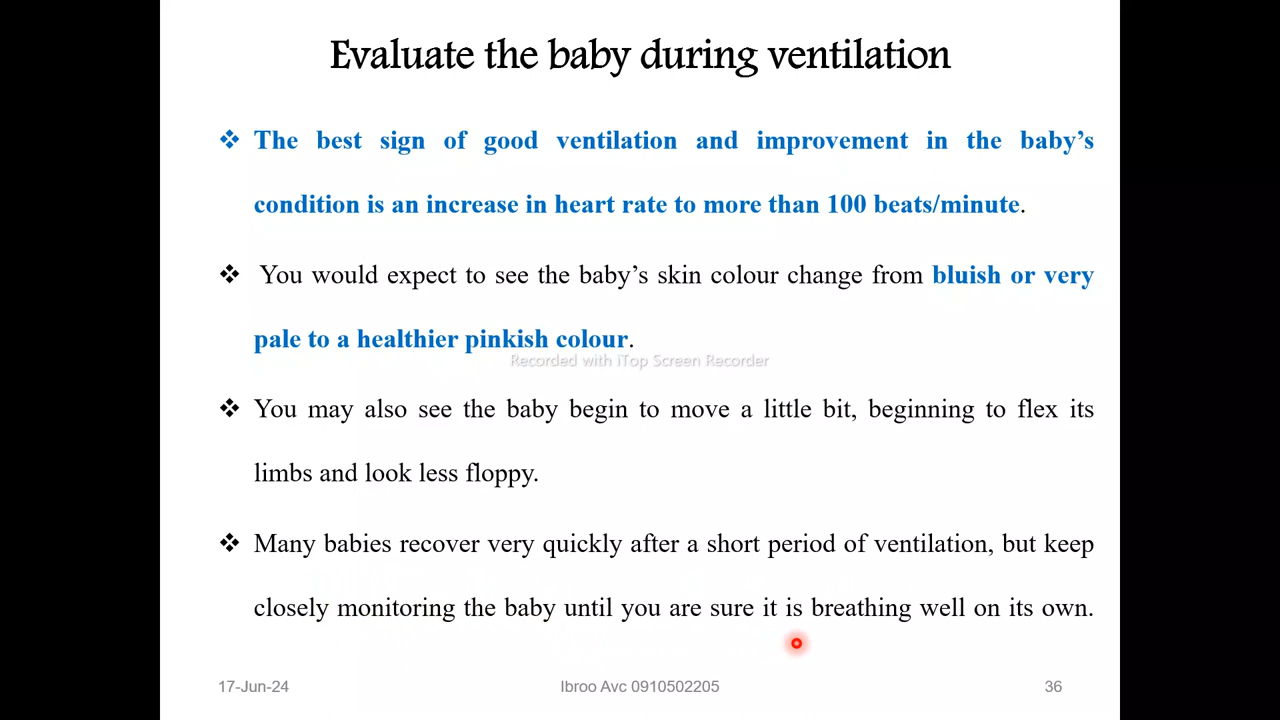 Evaluate the baby during ventilation
❖ The best sign of good ventilation and improvement in the baby’s
condition is an increase in heart rate to more than 100 beats/minute.
❖ You would expect to see the baby’s skin colour change from bluish or very
pale to a healthier pinkish colour.
Recorded with iTop Screen Recorder
❖ You may also see the baby begin to move a little bit, beginning to flex its
limbs and look less floppy.
❖ Many babies recover very quickly after a short period of ventilation, but keep
closely monitoring the baby until you are sure it is breathing well on its own.
17-Jun-24 Ibroo Avc 0910502205 36